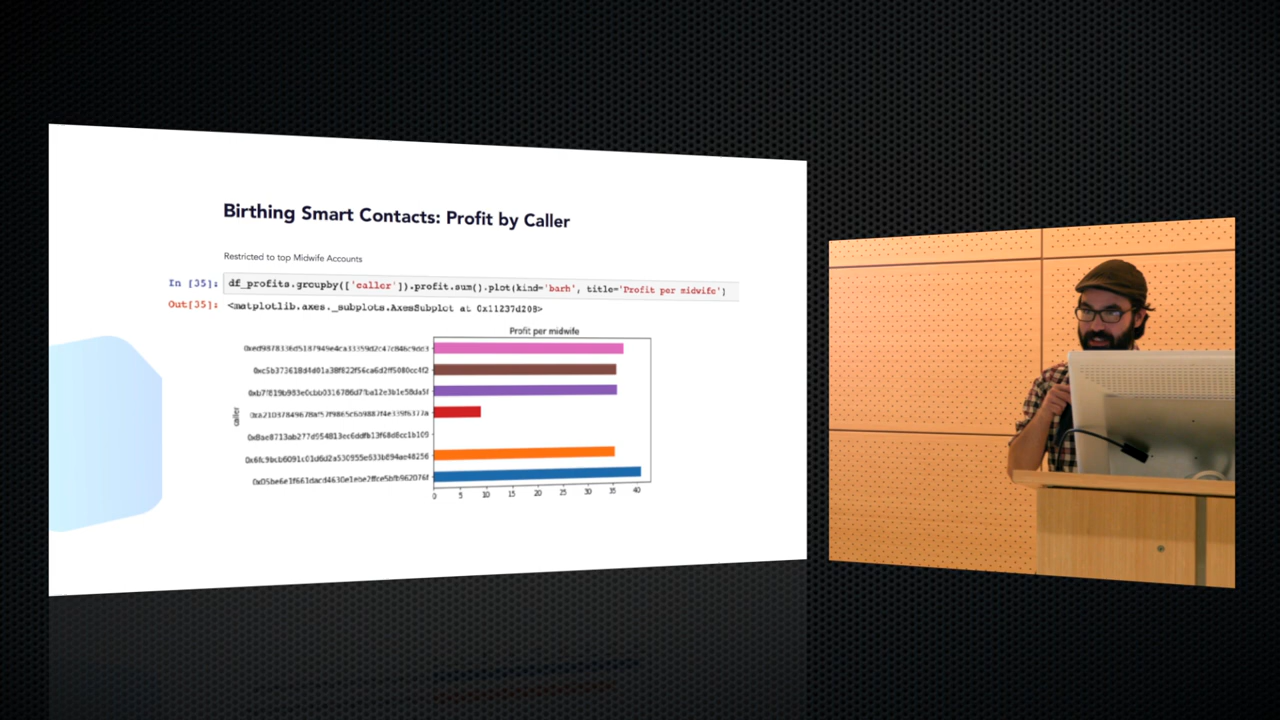 Birthing Smart Contacts: Profit by Caller
Restricted to top Midwife Accounts
In [35]: df_profits.groupby(['caller']).profit.sum().plot(kind='barh', title='Profit per midwife')
Out[35]: <matplotlib.axes._subplots.AxesSubplot at 0x11237d208>
Profit per midwife
caller
0 5 10 15 20 25 30 35 40